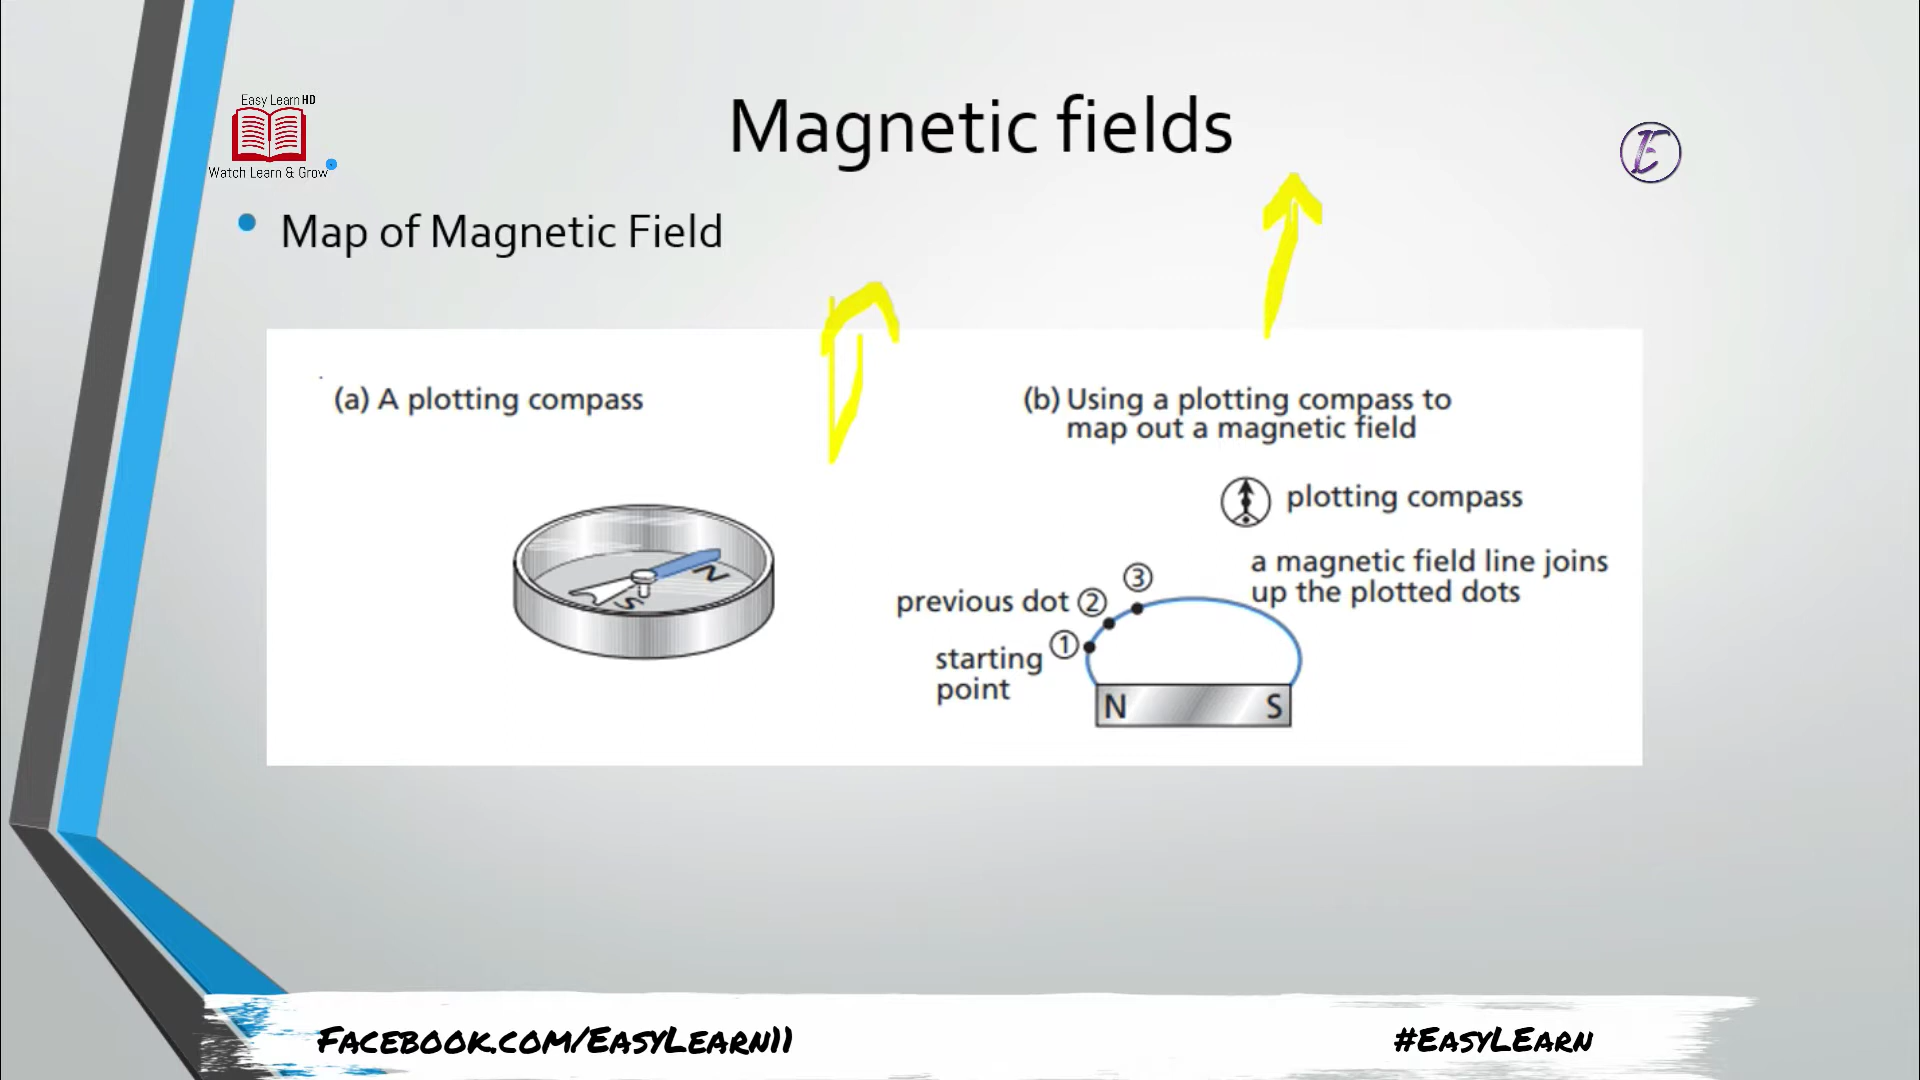 Easy Learn HD
Watch Learn & Grow
Magnetic fields
E
• Map of Magnetic Field
(a) A plotting compass
N
S
(b) Using a plotting compass to
map out a magnetic field
plotting compass
a magnetic field line joins
up the plotted dots
③
previous dot ②
①
starting
point
N S
Facebook.com/EasyLearn11
#EasyLEarn